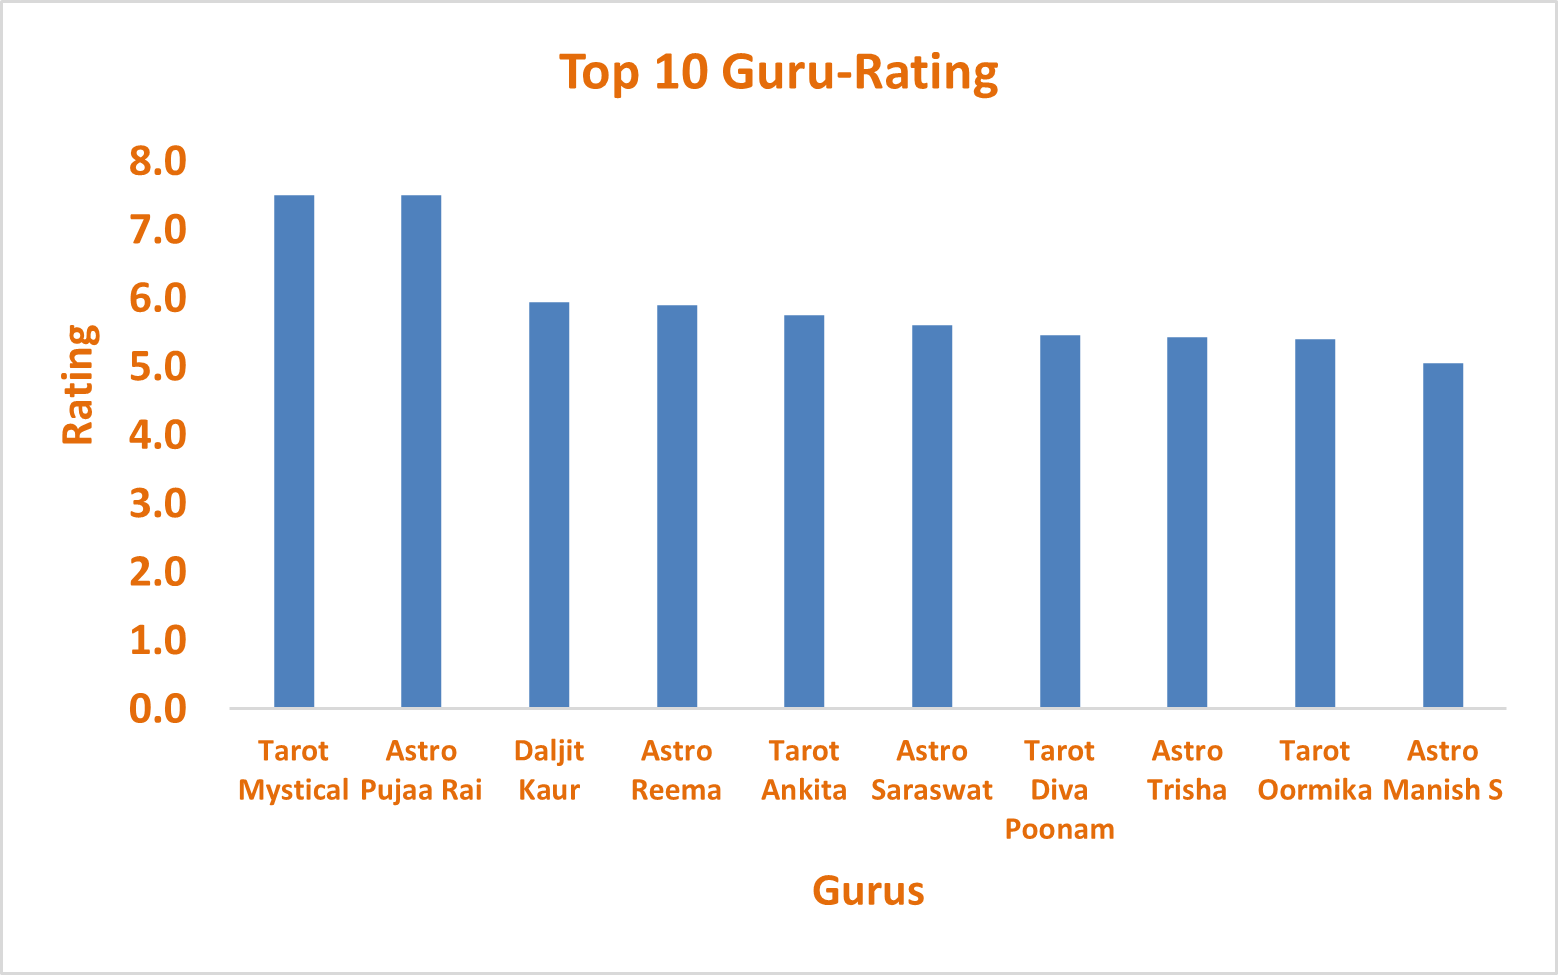 Top 10 Guru-Rating
8.0
7.0
6.0
5.0
4.0
3.0
2.0
1.0
0.0
Rating
Tarot Mystical
Astro Pujaa Rai
Daljit Kaur
Astro Reema
Tarot Ankita
Astro Saraswat
Tarot Diva Poonam
Astro Trisha
Tarot Oormika
Astro Manish S
Gurus